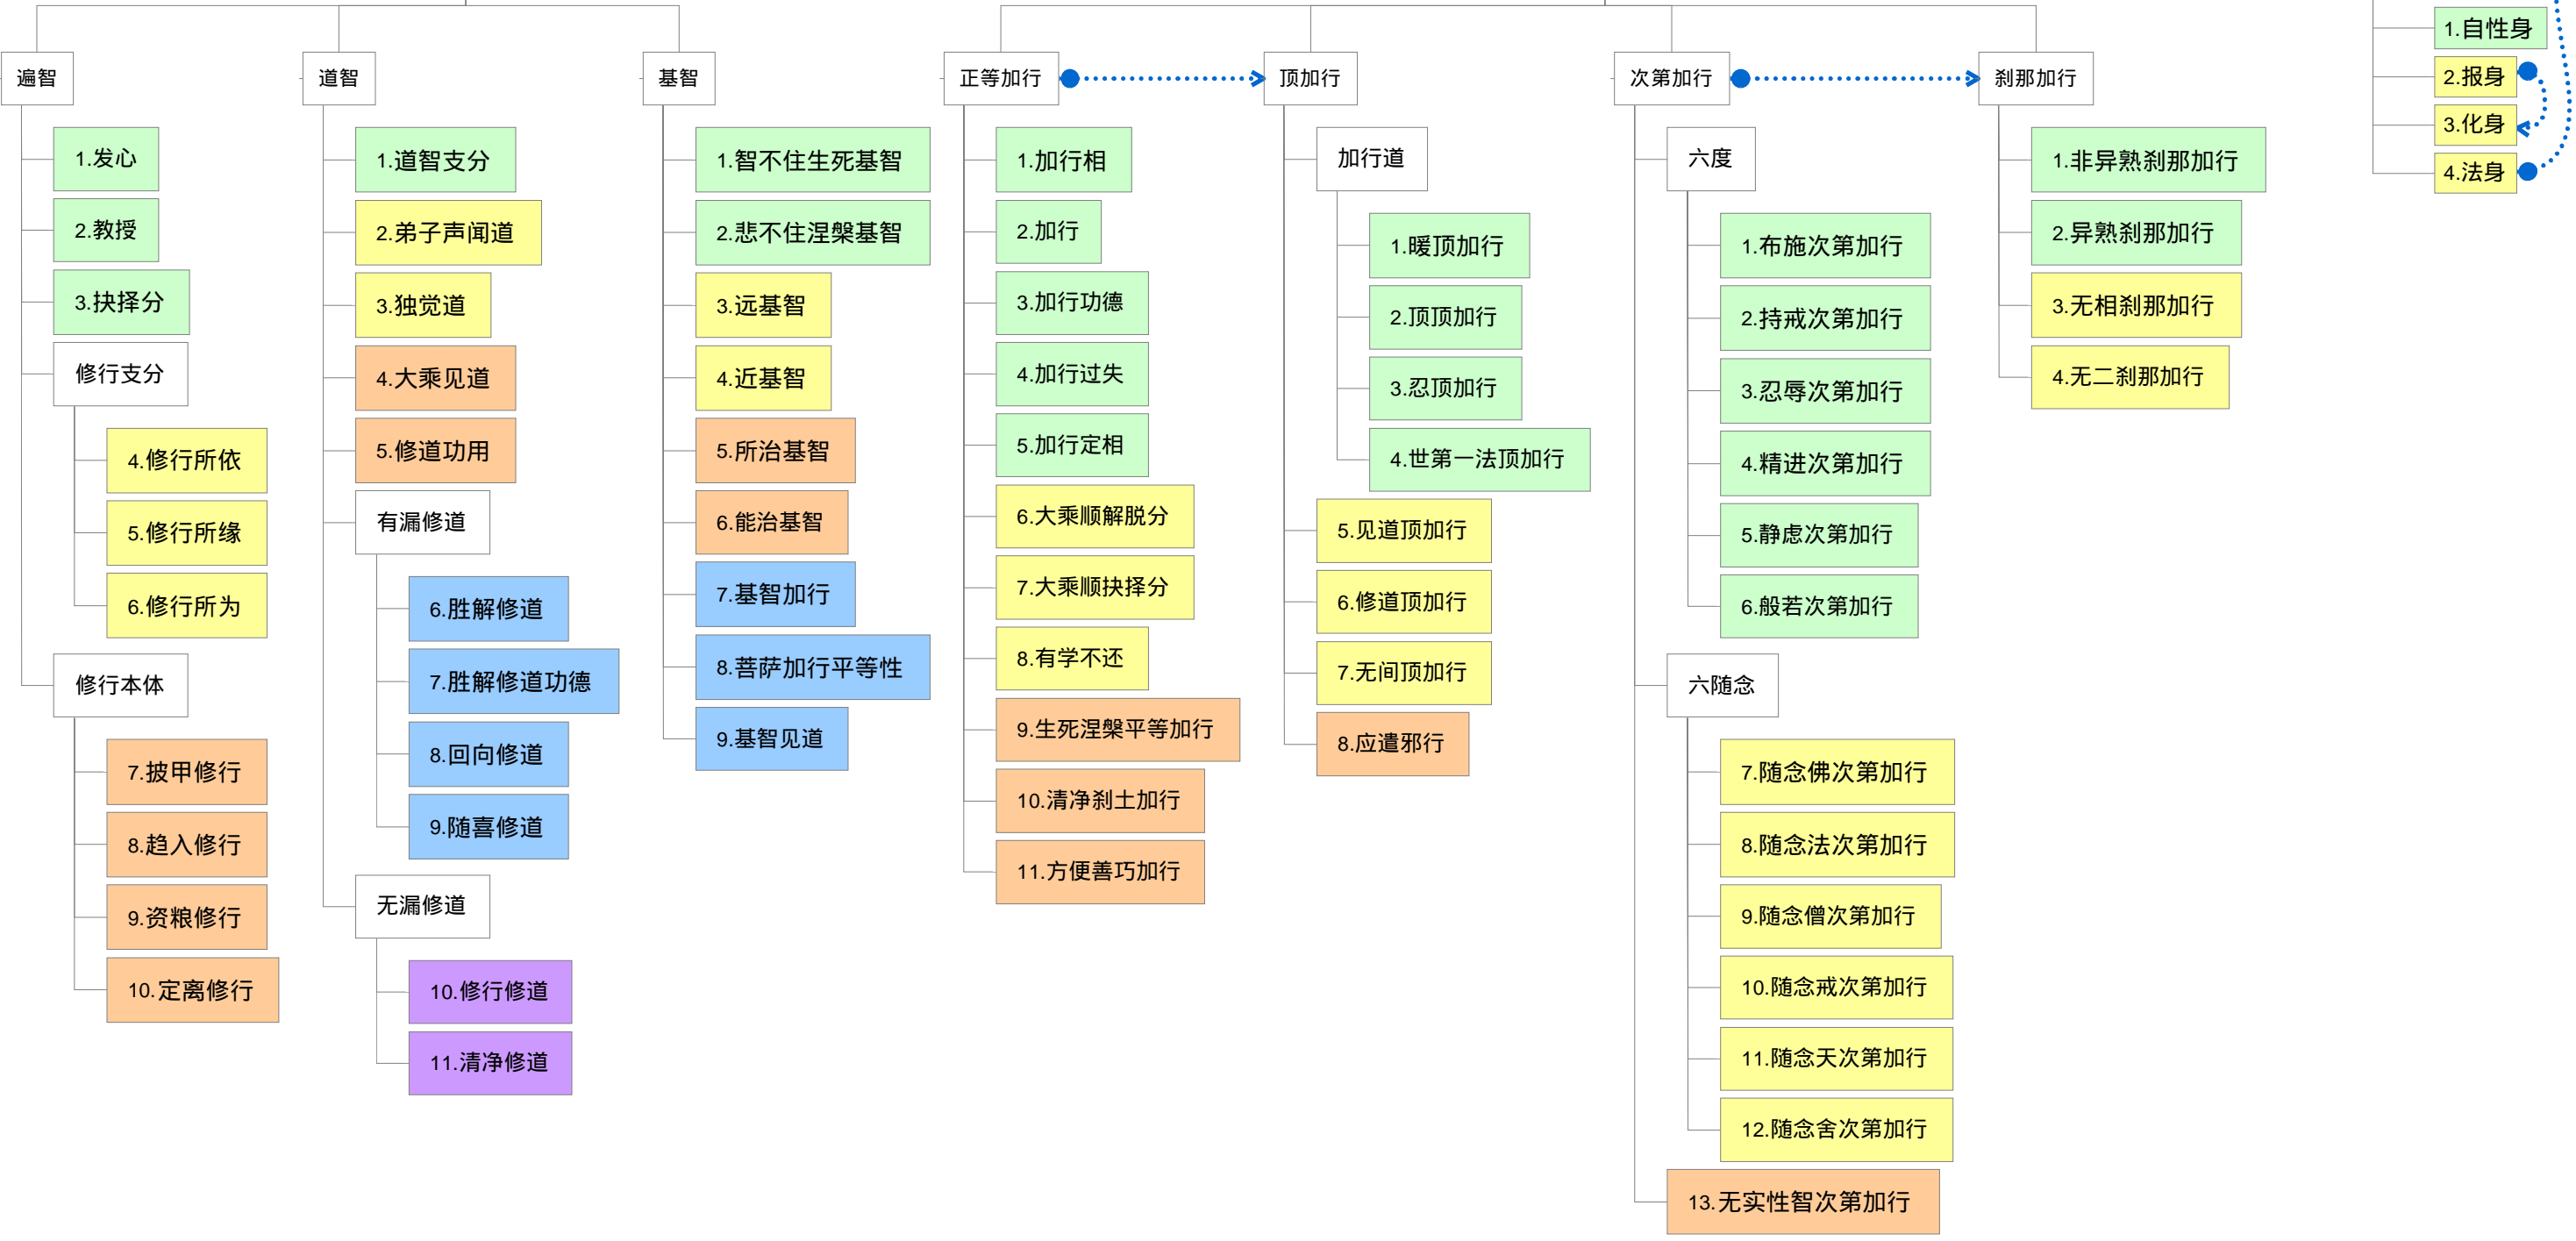 遍智
1.发心
2.教授
3.抉择分
修行支分
4.修行所依
5.修行所缘
6.修行所为
修行本体
7.披甲修行
8.趋入修行
9.资粮修行
10.定离修行
道智
1.道智支分
2.弟子声闻道
3.独觉道
4.大乘见道
5.修道功用
有漏修道
6.胜解修道
7.胜解修道功德
8.回向修道
9.随喜修道
无漏修道
10.修行修道
11.清净修道
基智
1.智不住生死基智
2.悲不住涅槃基智
3.远基智
4.近基智
5.所治基智
6.能治基智
7.基智加行
8.菩萨加行平等性
9.基智见道
正等加行
1.加行相
2.加行
3.加行功德
4.加行过失
5.加行定相
6.大乘顺解脱分
7.大乘顺抉择分
8.有学不还
9.生死涅槃平等加行
10.清净刹土加行
11.方便善巧加行
顶加行
加行道
1.暖顶加行
2.顶顶加行
3.忍顶加行
4.世第一法顶加行
5.见道顶加行
6.修道顶加行
7.无间顶加行
8.应遣邪行
次第加行
六度
1.布施次第加行
2.持戒次第加行
3.忍辱次第加行
4.精进次第加行
5.静虑次第加行
6.般若次第加行
六随念
7.随念佛次第加行
8.随念法次第加行
9.随念僧次第加行
10.随念戒次第加行
11.随念天次第加行
12.随念舍次第加行
13.无实性智次第加行
刹那加行
1.非异熟刹那加行
2.异熟刹那加行
3.无相刹那加行
4.无二刹那加行
1.自性身
2.报身
3.化身
4.法身